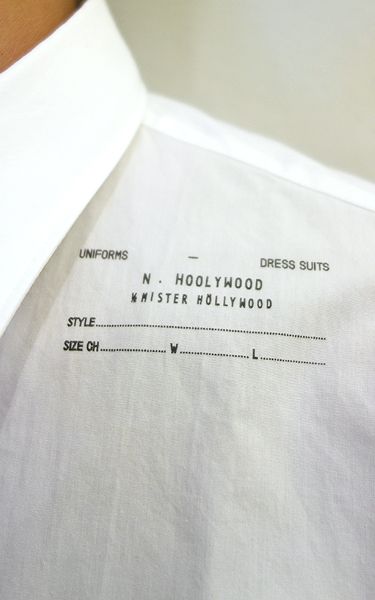 UNIFORMS — DRESS SUITS
N. HOOLYWOOD
%MISTER HÖLLYWOOD
STYLE........................................................
SIZE CH.................W.................L.................